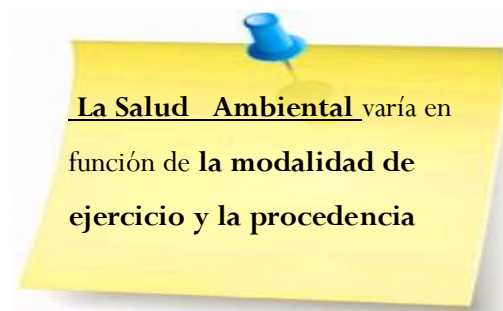 La Salud Ambiental varía en
función de la modalidad de
ejercicio y la procedencia